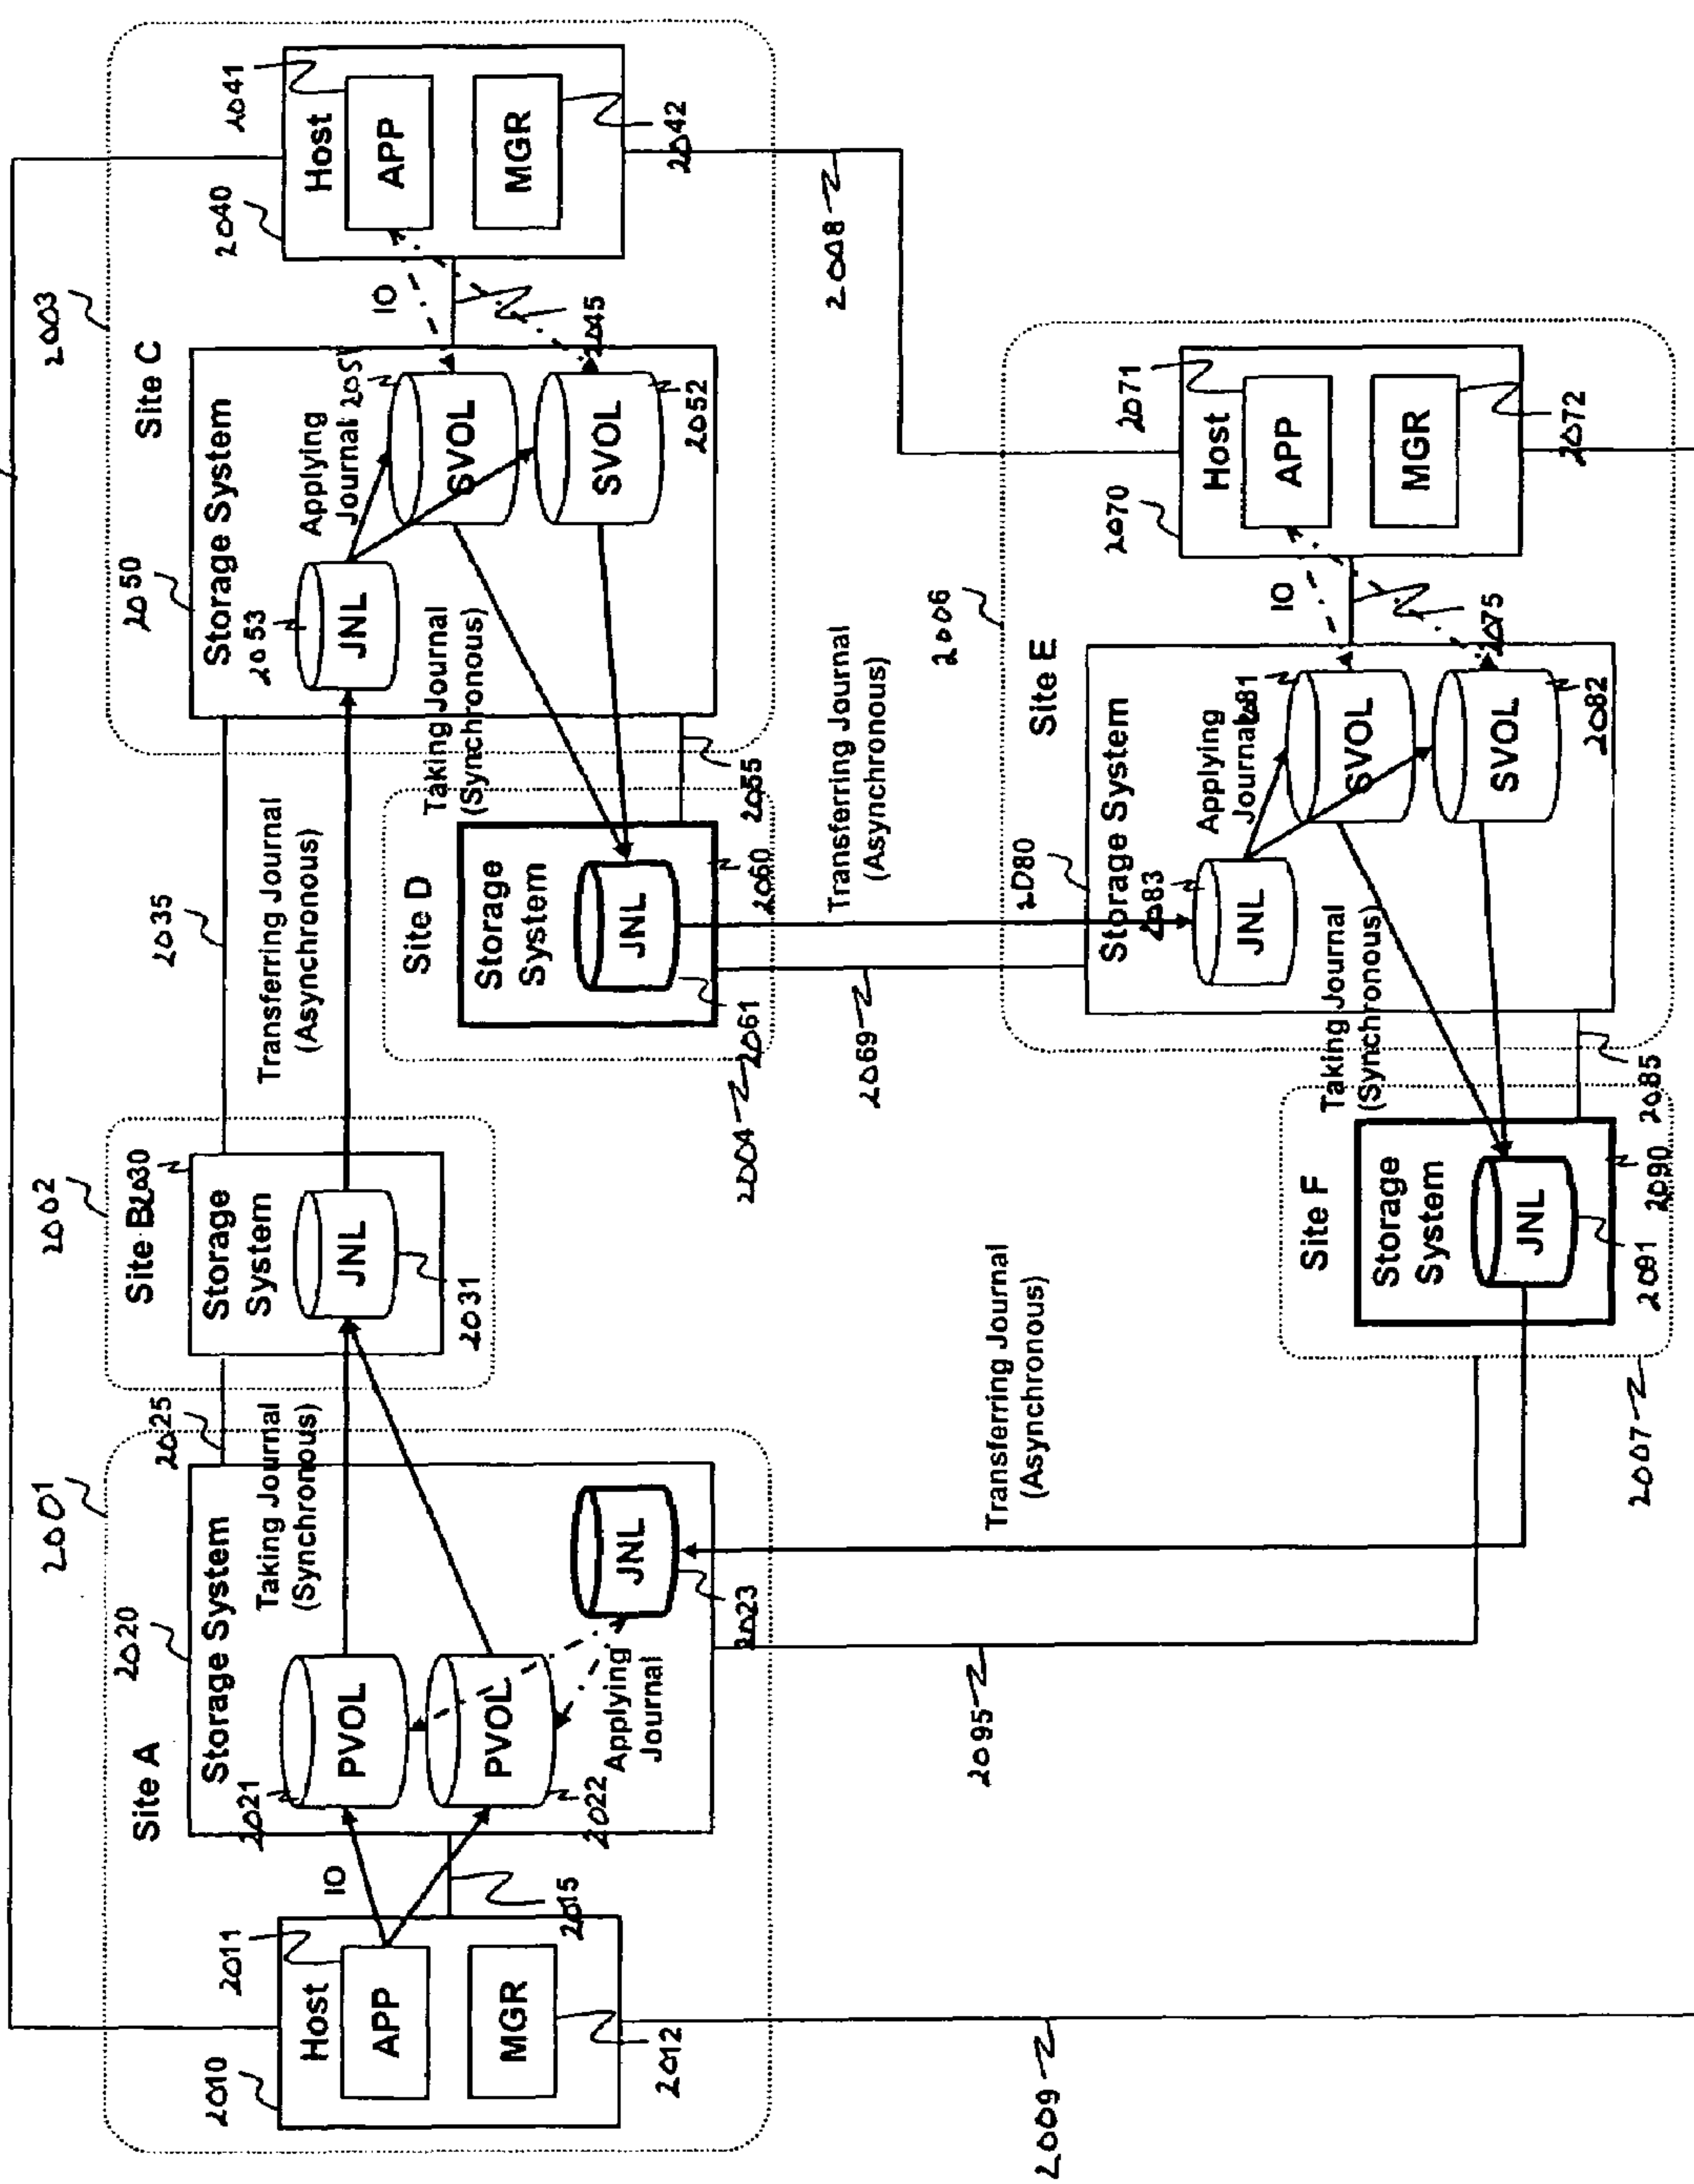 2001
Site A
2010
Host
2011
APP
MGR
2012
IO
2015
2020
Storage System
2021
PVOL
PVOL
2022
Applying
Journal
JNL
2023
Taking Journal
(Synchronous)
2025
2002
Site B
2030
Storage
System
JNL
2031
2035
Transferring Journal
(Asynchronous)
2003
Site C
2050
Storage System
2053
JNL
Applying
Journal
SVOL
SVOL
2052
IO
2045
2040
Host
2041
APP
MGR
2042
Taking Journal
(Synchronous)
2055
Site D
Storage
System
JNL
2060
2061
2004
Transferring Journal
(Asynchronous)
2069
2008
2006
Site E
2080
Storage System
2083
JNL
Applying
Journal
2081
SVOL
SVOL
2082
IO
2075
2070
Host
2071
APP
MGR
2072
Taking Journal
(Synchronous)
2085
Site F
Storage
System
JNL
2090
2091
2007
Transferring Journal
(Asynchronous)
2095
2009